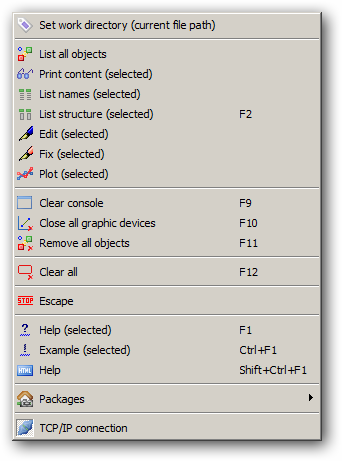 Set work directory (current file path)
List all objects
Print content (selected)
List names (selected)
List structure (selected) F2
Edit (selected)
Fix (selected)
Plot (selected)
Clear console F9
Close all graphic devices F10
Remove all objects F11
Clear all F12
STOP Escape
? Help (selected) F1
! Example (selected) Ctrl+F1
HTML Help Shift+Ctrl+F1
Packages
TCP/IP connection